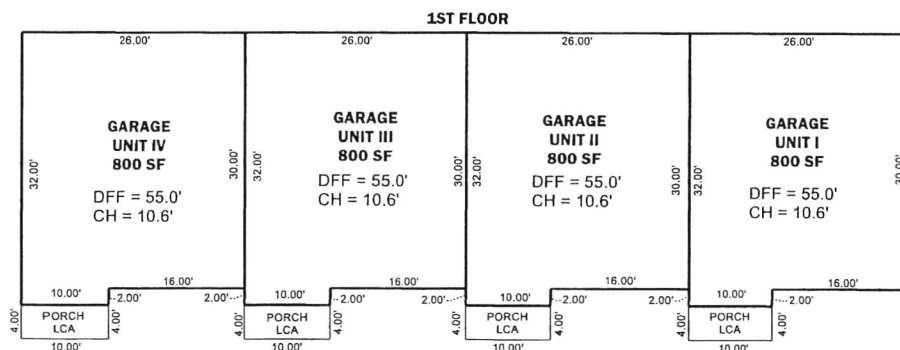 1ST FLOOR
26.00' 26.00' 26.00' 26.00'
GARAGE
UNIT IV
800 SF
DFF = 55.0'
CH = 10.6'
32.00'
30.00'
GARAGE
UNIT III
800 SF
DFF = 55.0'
CH = 10.6'
32.00'
30.00'
GARAGE
UNIT II
800 SF
DFF = 55.0'
CH = 10.6'
32.00'
30.00'
GARAGE
UNIT I
800 SF
DFF = 55.0'
CH = 10.6'
32.00'
30.00'
16.00' 16.00' 16.00' 16.00'
10.00' 2.00' 2.00' 10.00' 2.00' 2.00' 10.00' 2.00' 2.00' 10.00' 2.00'
4.00'
PORCH
LCA
4.00'
10.00'
4.00'
PORCH
LCA
4.00'
10.00'
4.00'
PORCH
LCA
4.00'
10.00'
4.00'
PORCH
LCA
4.00'
10.00'